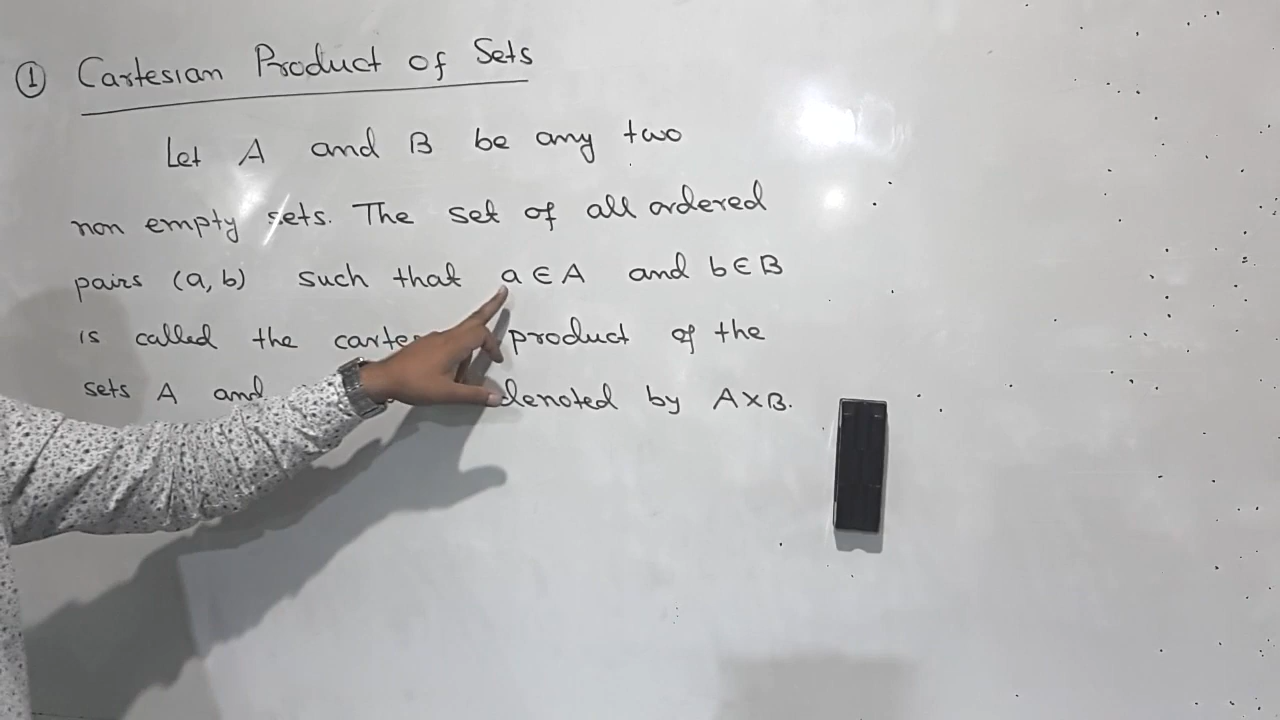 ① Cartesian Product of Sets
Let A and B be any two
non empty sets. The set of all ordered
pairs (a, b) such that a ∈ A and b ∈ B
is called the product of the
sets A and denoted by A×B.